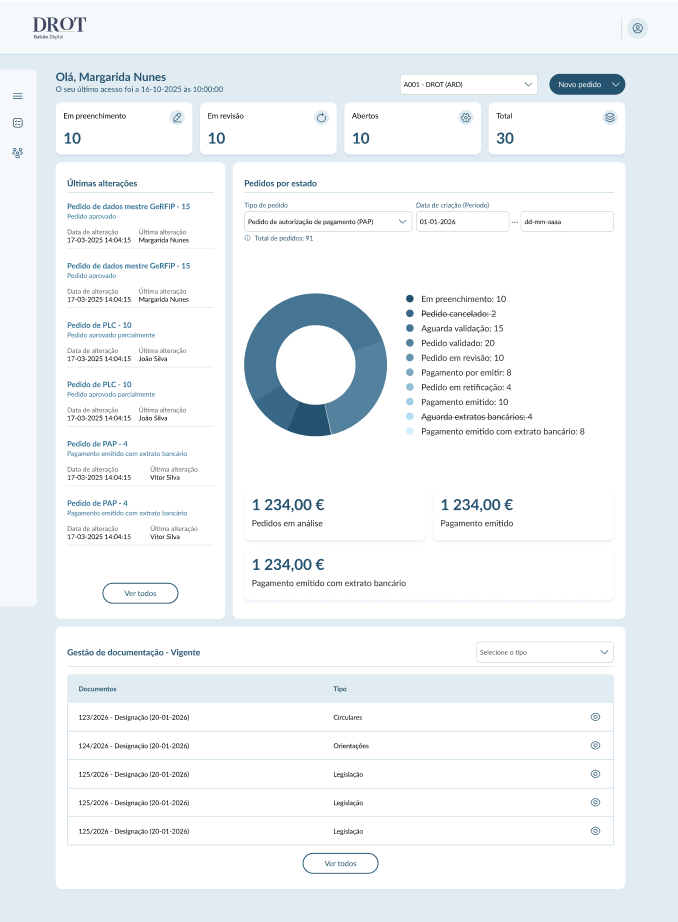 DROT
Balcão Digital
Olá, Margarida Nunes
O seu último acesso foi a 16-10-2025 às 10:00:00
A001 - DROT (ARD)
Novo pedido
Em preenchimento
10
Em revisão
10
Abertos
10
Total
30
Últimas alterações
Pedido de dados mestre GeRFiP - 15
Pedido aprovado
Data de alteração Última alteração
17-03-2025 14:04:15 Margarida Nunes
Pedido de dados mestre GeRFiP - 15
Pedido aprovado
Data de alteração Última alteração
17-03-2025 14:04:15 Margarida Nunes
Pedido de PLC - 10
Pedido aprovado parcialmente
Data de alteração Última alteração
17-03-2025 14:04:15 João Silva
Pedido de PLC - 10
Pedido aprovado parcialmente
Data de alteração Última alteração
17-03-2025 14:04:15 João Silva
Pedido de PAP - 4
Pagamento emitido com extrato bancário
Data de alteração Última alteração
17-03-2025 14:04:15 Vitor Silva
Pedido de PAP - 4
Pagamento emitido com extrato bancário
Data de alteração Última alteração
17-03-2025 14:04:15 Vitor Silva
Ver todos
Pedidos por estado
Tipo de pedido Data de criação (Período)
Pedido de autorização de pagamento (PAP) 01-01-2026 --- dd-mm-aaaa
Total de pedidos: 91
Em preenchimento: 10
Pedido cancelado: 2
Aguarda validação: 15
Pedido validado: 20
Pedido em revisão: 10
Pagamento por emitir: 8
Pedido em retificação: 4
Pagamento emitido: 10
Aguarda extratos bancários: 4
Pagamento emitido com extrato bancário: 8
1 234,00 €
Pedidos em análise
1 234,00 €
Pagamento emitido
1 234,00 €
Pagamento emitido com extrato bancário
Gestão de documentação - Vigente
Selecione o tipo
Documentos Tipo
123/2026 - Designação (20-01-2026) Circulares
124/2026 - Designação (20-01-2026) Orientações
125/2026 - Designação (20-01-2026) Legislação
125/2026 - Designação (20-01-2026) Legislação
125/2026 - Designação (20-01-2026) Legislação
Ver todos